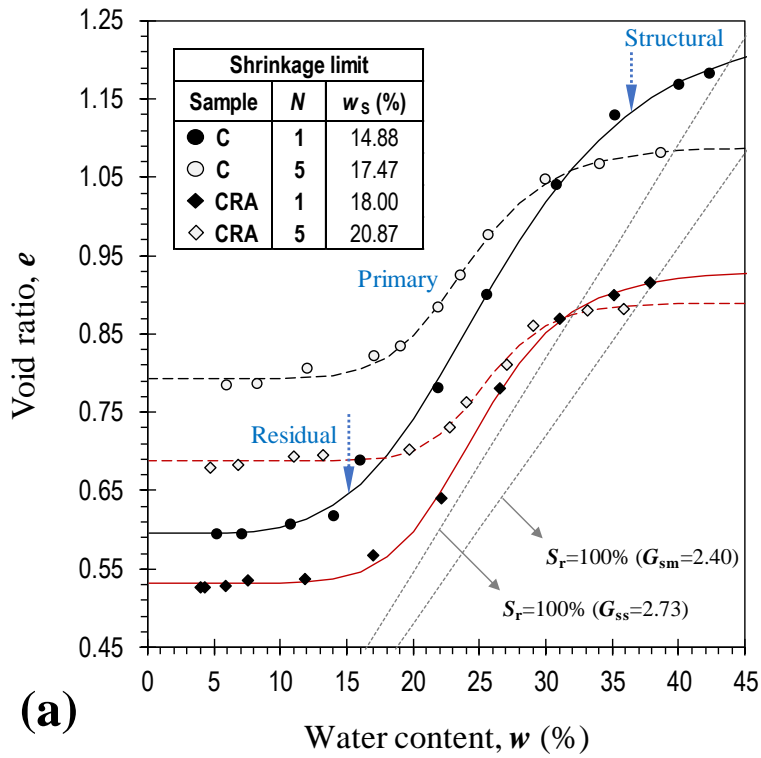 1.25
1.15
1.05
0.95
0.85
0.75
0.65
0.55
0.45
Void ratio, e
Shrinkage limit
Sample N wS (%)
C 1 14.88
C 5 17.47
CRA 1 18.00
CRA 5 20.87
Structural
Primary
Residual
Sr=100% (Gsm=2.40)
Sr=100% (Gss=2.73)
0 5 10 15 20 25 30 35 40 45
Water content, w (%)
(a)